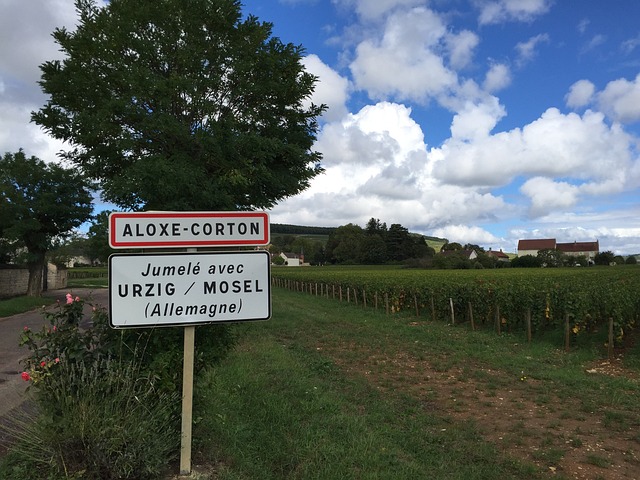 ALOXE-CORTON
Jumelé avec
URZIG / MOSEL
(Allemagne)